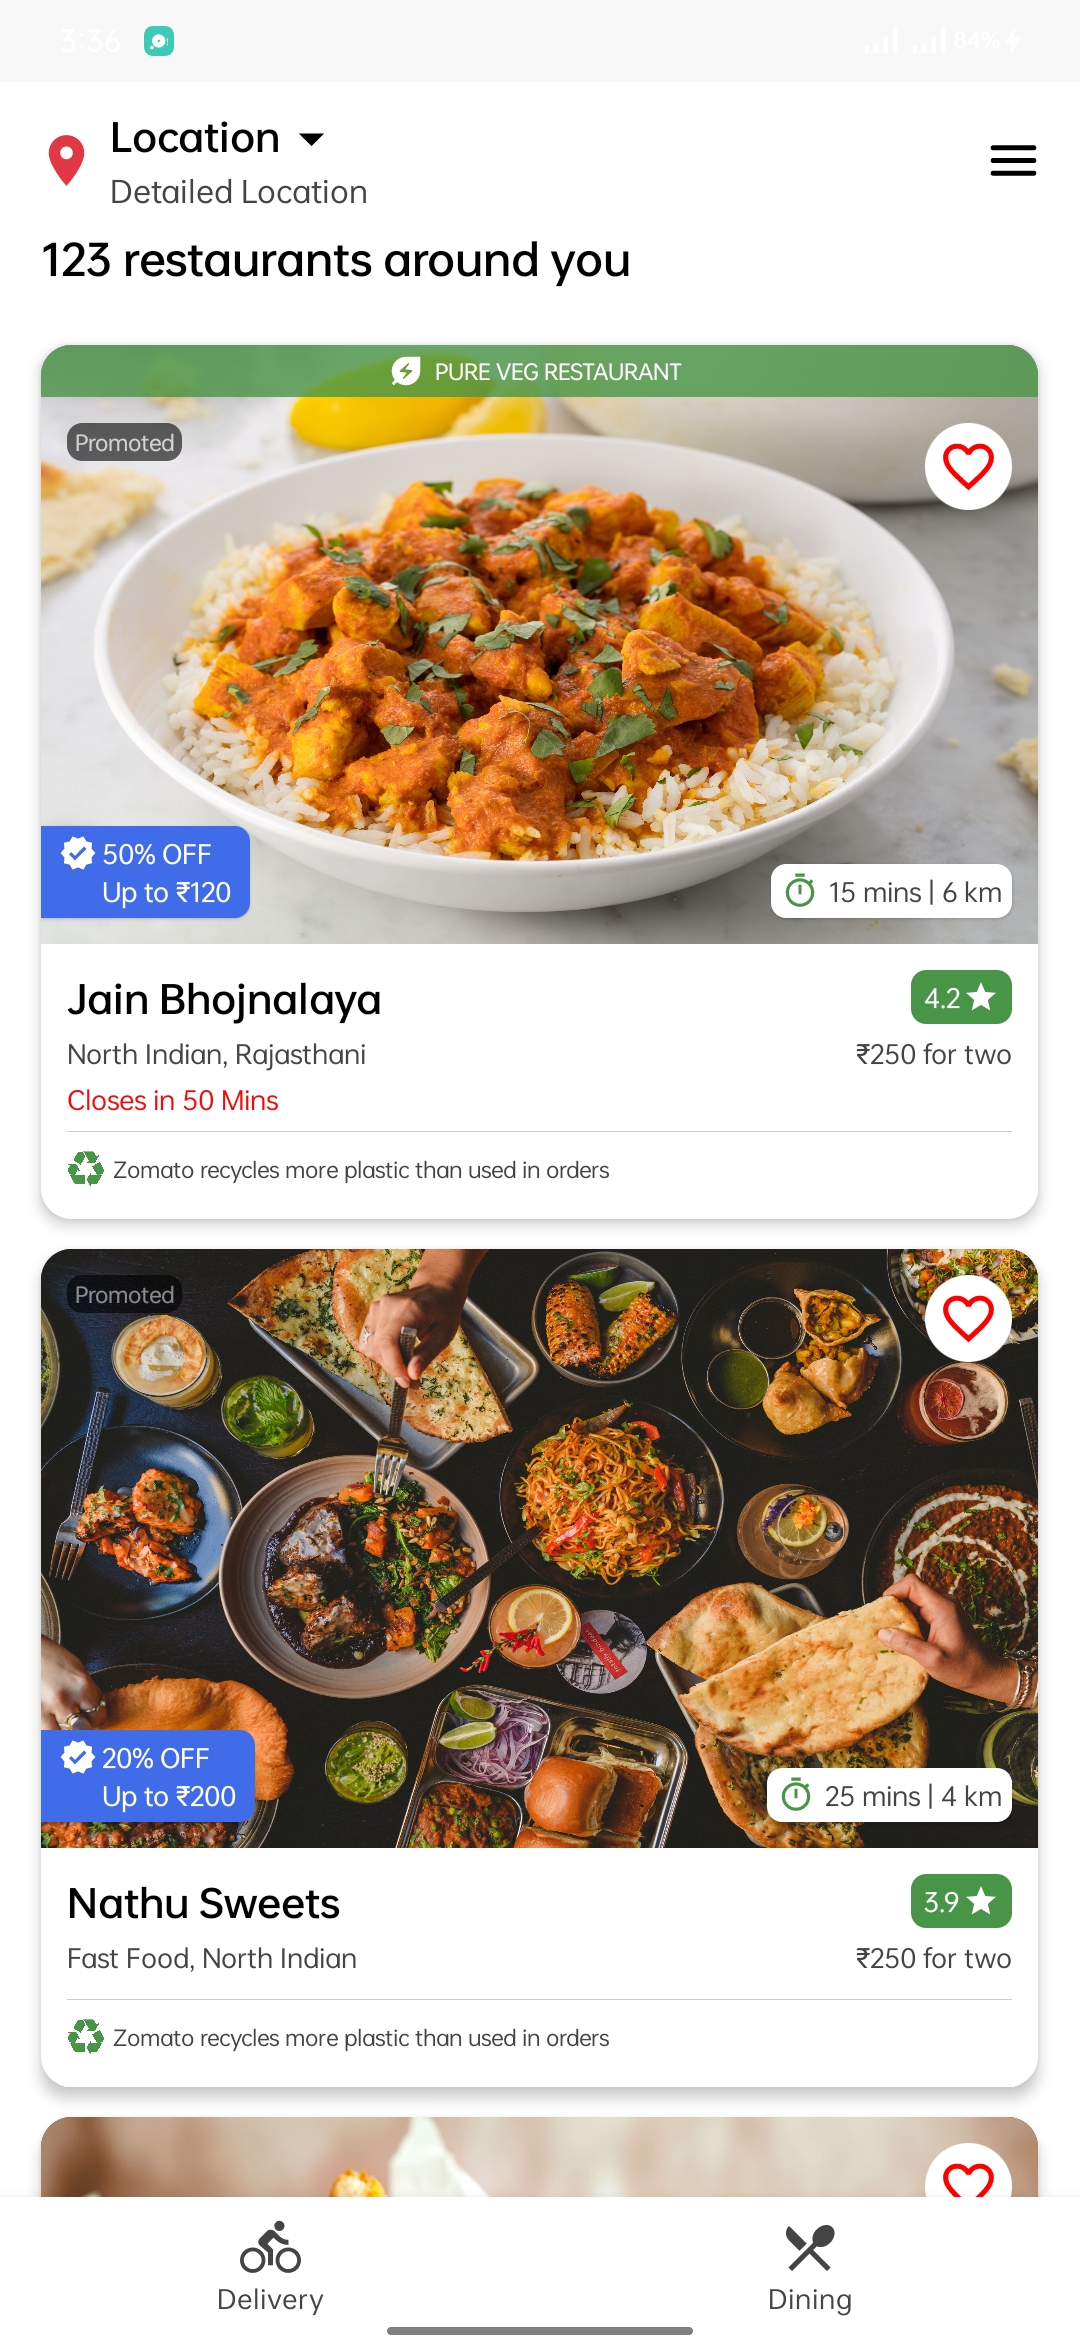 3:36
84%
Location
Detailed Location
123 restaurants around you
PURE VEG RESTAURANT
Promoted
50% OFF
Up to ₹120
15 mins | 6 km
Jain Bhojnalaya
4.2
North Indian, Rajasthani
₹250 for two
Closes in 50 Mins
Zomato recycles more plastic than used in orders
Promoted
20% OFF
Up to ₹200
25 mins | 4 km
Nathu Sweets
3.9
Fast Food, North Indian
₹250 for two
Zomato recycles more plastic than used in orders
Delivery
Dining